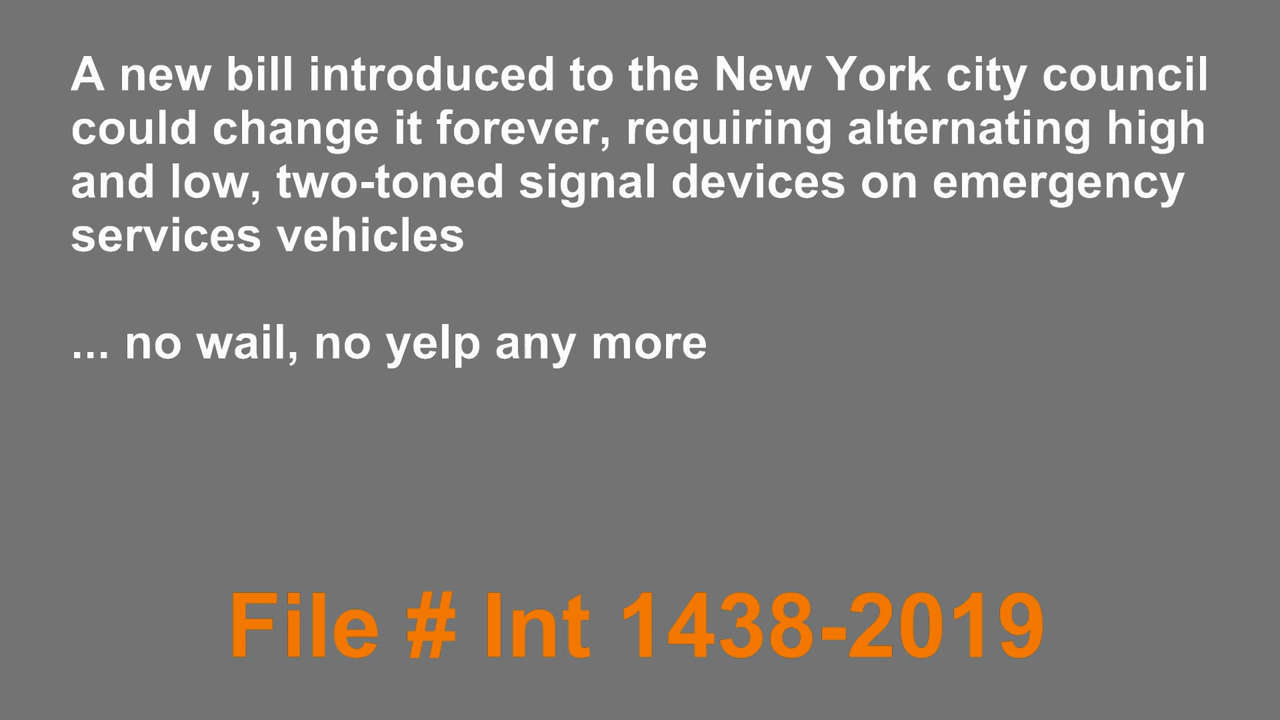 A new bill introduced to the New York city council
could change it forever, requiring alternating high
and low, two-toned signal devices on emergency
services vehicles
... no wail, no yelp any more
File # Int 1438-2019